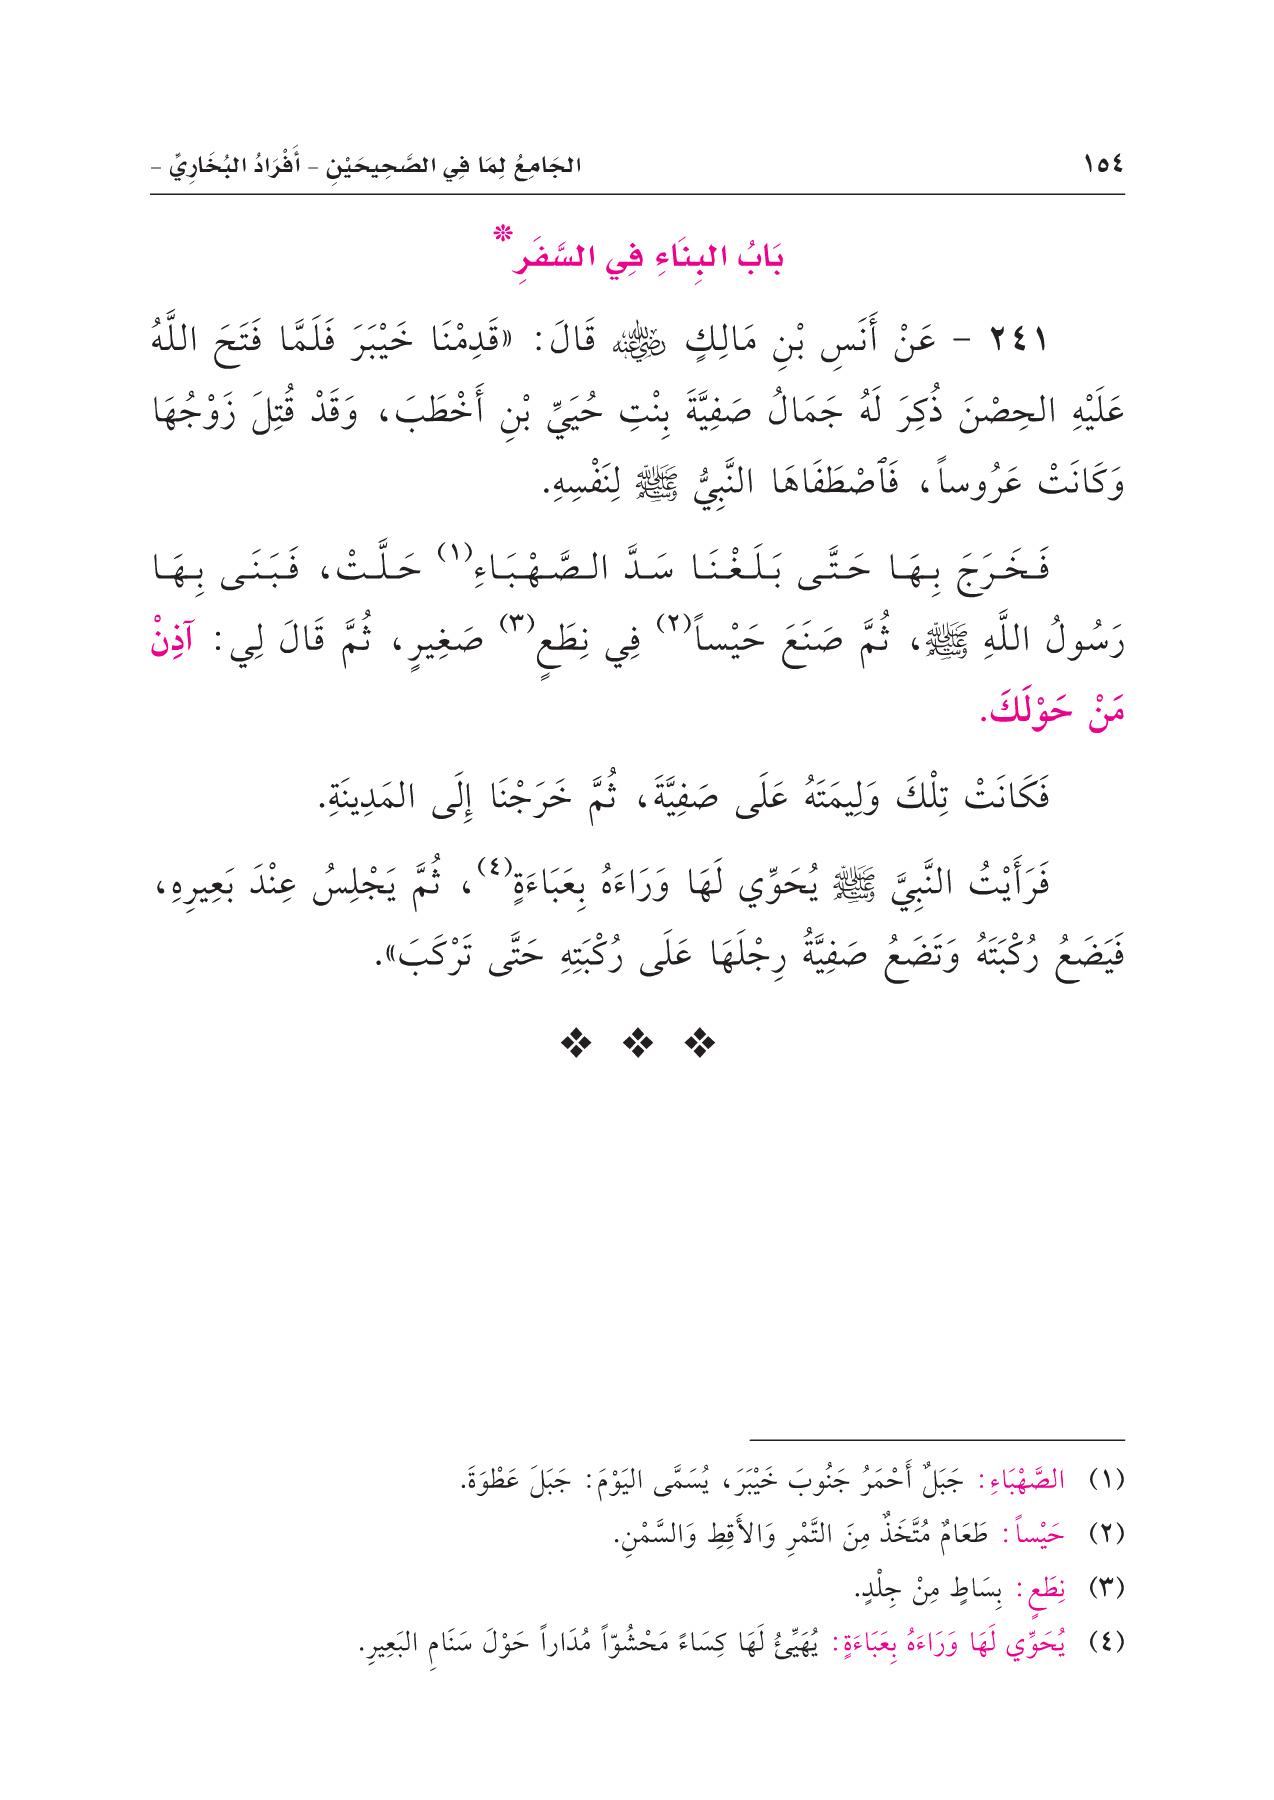 ١٥٤ الجَامِعُ لِمَا فِي الصَّحِيحَيْنِ - أَفْرَادُ البُخَارِيِّ -
بَابُ البِنَاءِ فِي السَّفَرِ*
٢٤١ - عَنْ أَنَسِ بْنِ مَالِكٍ ﵁ قَالَ: «قَدِمْنَا خَيْبَرَ فَلَمَّا فَتَحَ اللَّهُ
عَلَيْهِ الحِصْنَ ذُكِرَ لَهُ جَمَالُ صَفِيَّةَ بِنْتِ حُيَيِّ بْنِ أَخْطَبَ، وَقَدْ قُتِلَ زَوْجُهَا
وَكَانَتْ عَرُوساً، فَٱصْطَفَاهَا النَّبِيُّ ﷺ لِنَفْسِهِ.
فَخَرَجَ بِهَا حَتَّى بَلَغْنَا سَدَّ الصَّهْبَاءِ(١) حَلَّتْ، فَبَنَى بِهَا
رَسُولُ اللَّهِ ﷺ، ثُمَّ صَنَعَ حَيْساً(٢) فِي نِطَعٍ(٣) صَغِيرٍ، ثُمَّ قَالَ لِي: آذِنْ
مَنْ حَوْلَكَ.
فَكَانَتْ تِلْكَ وَلِيمَتَهُ عَلَى صَفِيَّةَ، ثُمَّ خَرَجْنَا إِلَى المَدِينَةِ.
فَرَأَيْتُ النَّبِيَّ ﷺ يُحَوِّي لَهَا وَرَاءَهُ بِعَبَاءَةٍ(٤)، ثُمَّ يَجْلِسُ عِنْدَ بَعِيرِهِ،
فَيَضَعُ رُكْبَتَهُ وَتَضَعُ صَفِيَّةُ رِجْلَهَا عَلَى رُكْبَتِهِ حَتَّى تَرْكَبَ».
(١) الصَّهْبَاءِ: جَبَلٌ أَحْمَرُ جَنُوبَ خَيْبَرَ، يُسَمَّى اليَوْمَ: جَبَلَ عَطْوَةَ.
(٢) حَيْساً: طَعَامٌ مُتَّخَذٌ مِنَ التَّمْرِ وَالأَقِطِ وَالسَّمْنِ.
(٣) نِطَعٍ: بِسَاطٍ مِنْ جِلْدٍ.
(٤) يُحَوِّي لَهَا وَرَاءَهُ بِعَبَاءَةٍ: يُهَيِّئُ لَهَا كِسَاءً مَحْشُوّاً مُدَاراً حَوْلَ سَنَامِ البَعِيرِ.